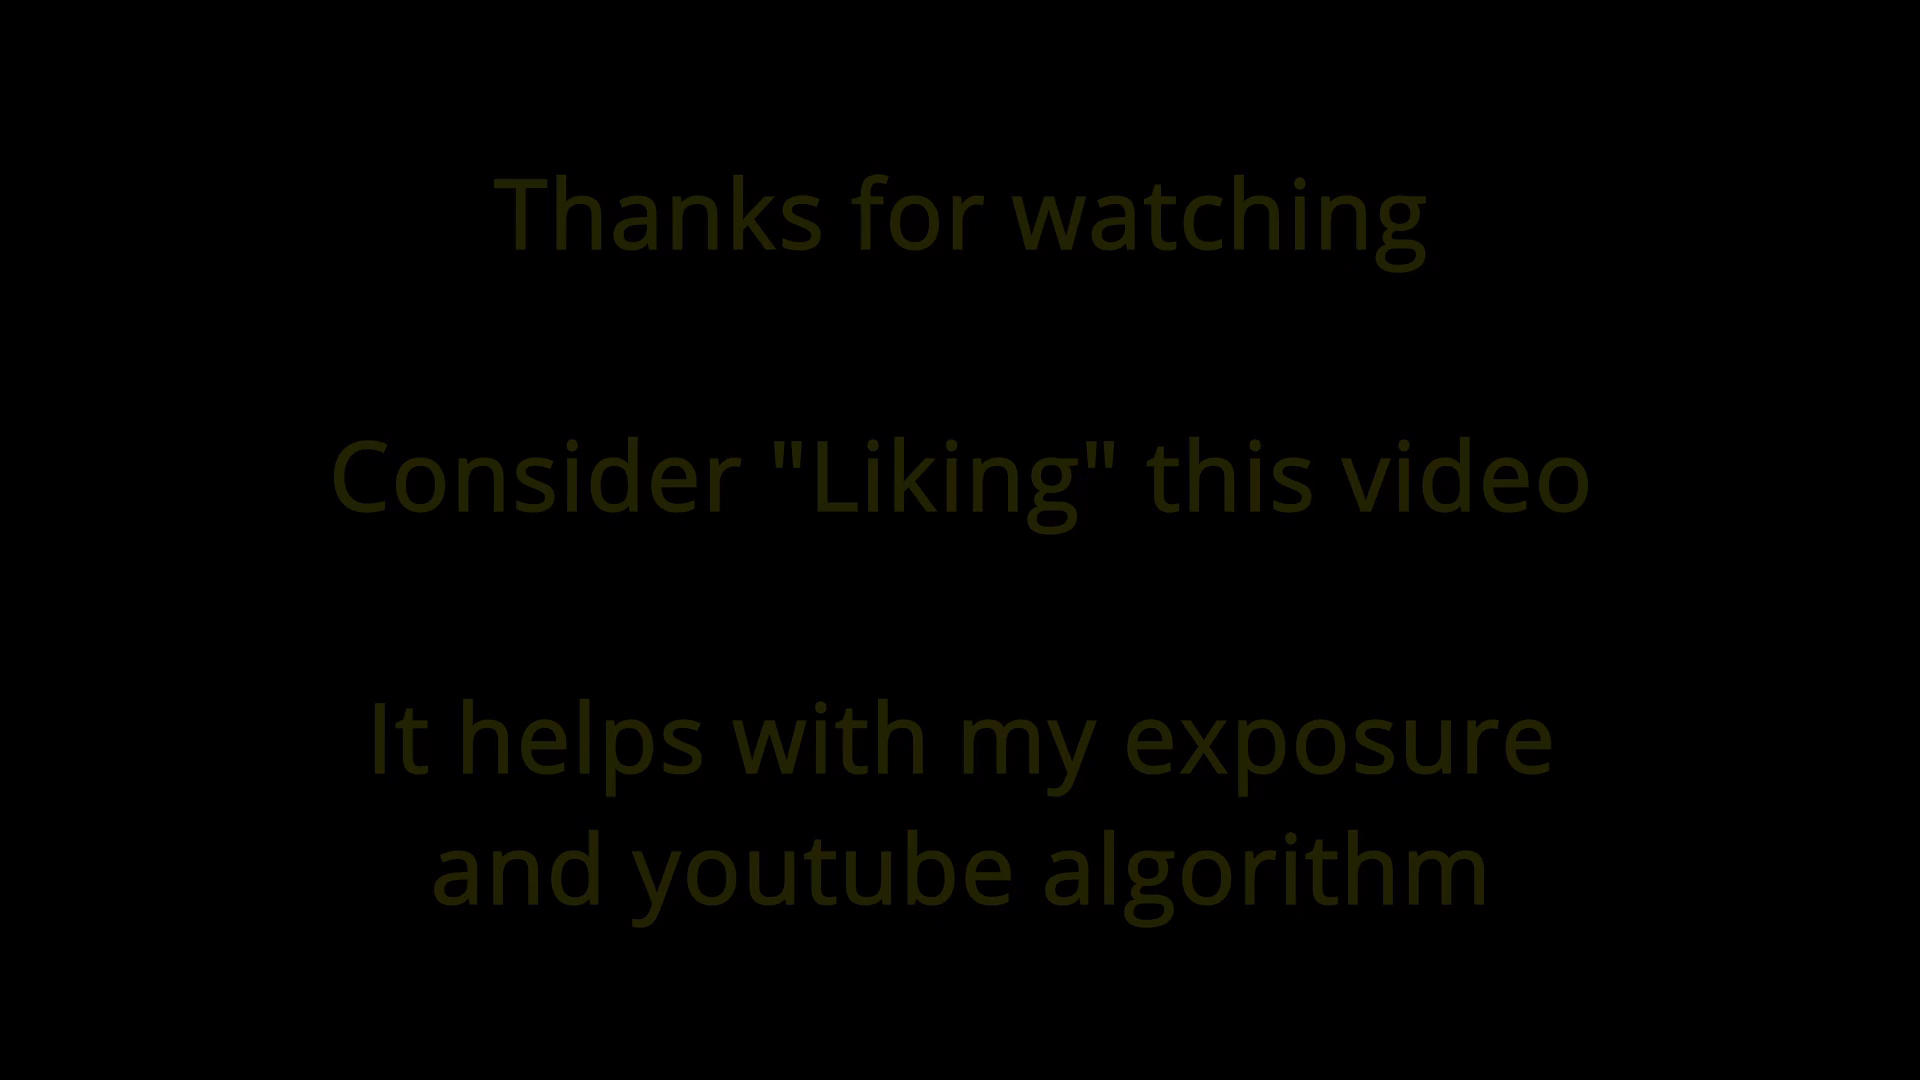 Thanks for watching
Consider "Liking" this video
It helps with my exposure
and youtube algorithm